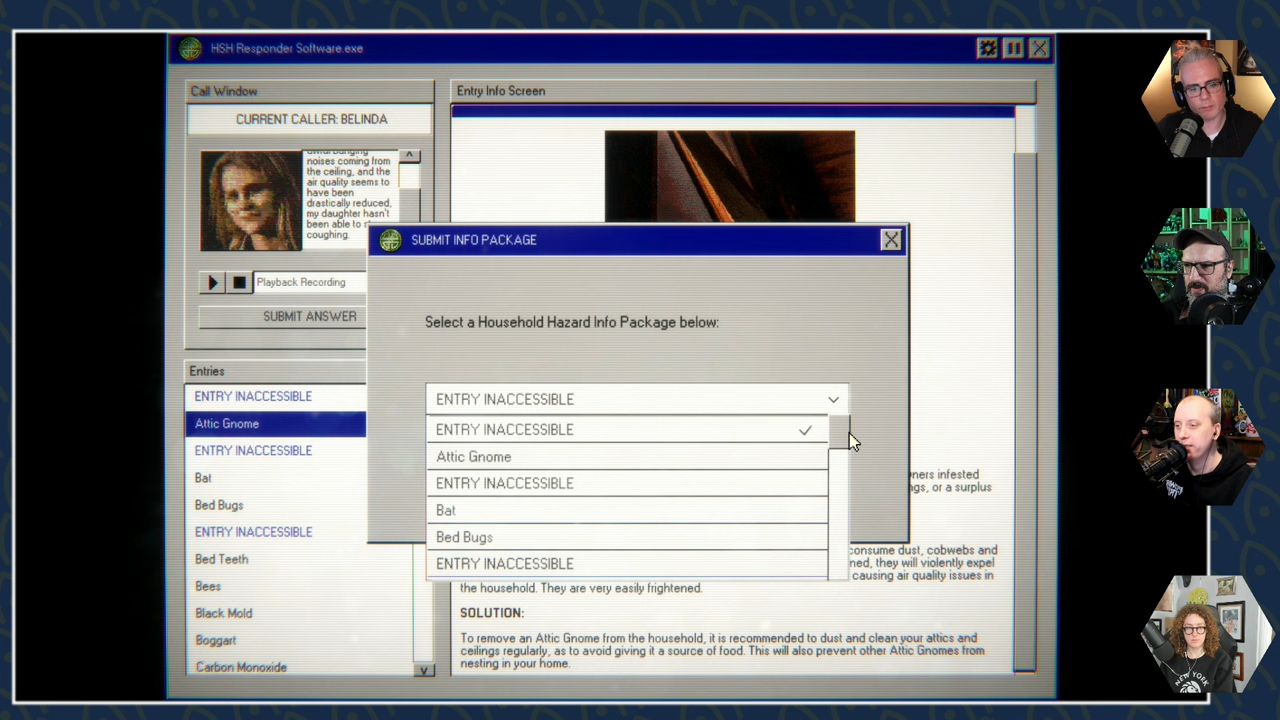 HSH Responder Software.exe
Call Window
CURRENT CALLER: BELINDA
noises coming from
the ceiling, and the
air quality seems to
have been
drastically reduced,
my daughter hasn't
been able to
coughing.
Playback Recording
SUBMIT ANSWER
Entries
ENTRY INACCESSIBLE
Attic Gnome
ENTRY INACCESSIBLE
Bat
Bed Bugs
ENTRY INACCESSIBLE
Bed Teeth
Bees
Black Mold
Boggart
Carbon Monoxide
Entry Info Screen
SUBMIT INFO PACKAGE
Select a Household Hazard Info Package below:
ENTRY INACCESSIBLE
ENTRY INACCESSIBLE
Attic Gnome
ENTRY INACCESSIBLE
Bat
Bed Bugs
ENTRY INACCESSIBLE
infested
or a surplus
consume dust, cobwebs and
they will violently expel
causing air quality issues in
the household. They are very easily frightened.
SOLUTION:
To remove an Attic Gnome from the household, it is recommended to dust and clean your attics and
ceilings regularly, as to avoid giving it a source of food. This will also prevent other Attic Gnomes from
nesting in your home.
NEW YORK